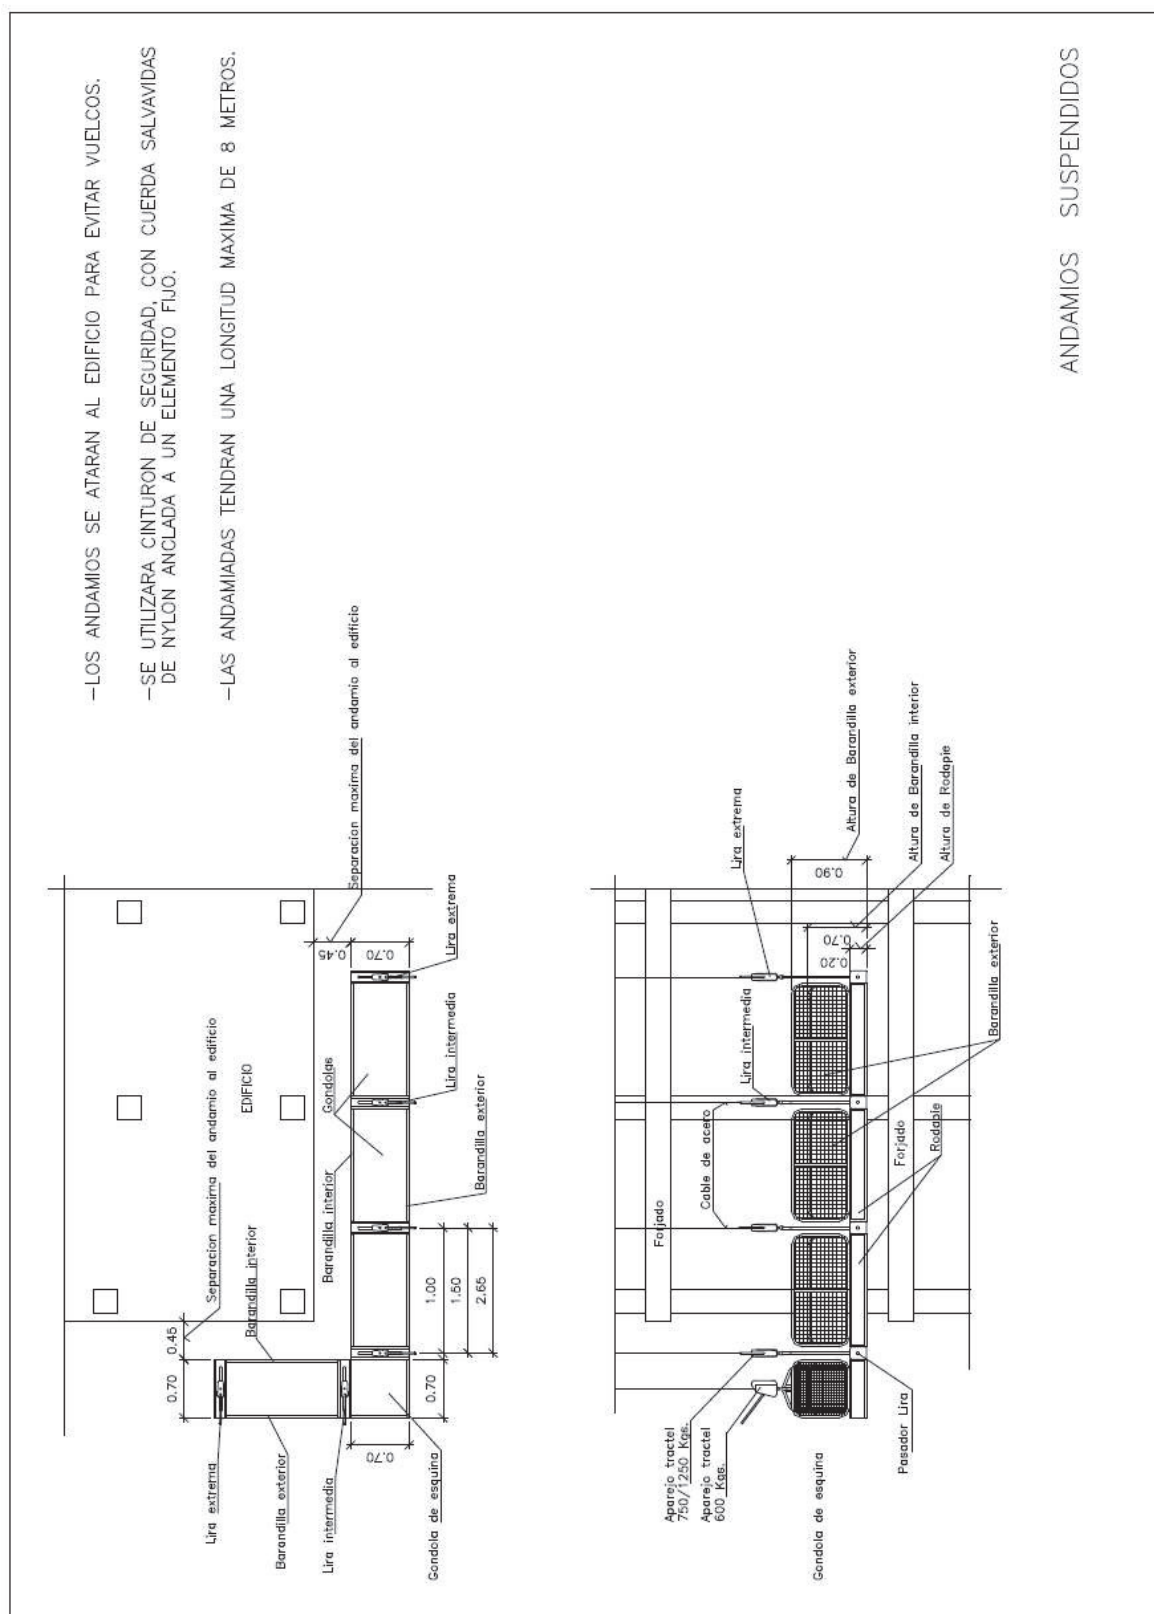 -LOS ANDAMIOS SE ATARAN AL EDIFICIO PARA EVITAR VUELCOS.
-SE UTILIZARA CINTURON DE SEGURIDAD, CON CUERDA SALVAVIDAS
DE NYLON ANCLADA A UN ELEMENTO FIJO.
-LAS ANDAMIADAS TENDRAN UNA LONGITUD MAXIMA DE 8 METROS.
Separacion maxima del andamio al edificio
Separacion maxima del andamio al edificio
EDIFICIO
Barandilla interior
0.45
0.70
Lira extrema
Barandilla exterior
Lira intermedia
0.70
Gondola de esquina
0.70
Barandilla interior
Gondolas
0.45
0.70
Lira extrema
Lira intermedia
Barandilla exterior
1.00
1.50
2.65
Lira extrema
Lira intermedia
Cable de acero
Forjado
Aparejo tractel
750/1250 Kgs.
Aparejo tractel
600 Kgs.
0.90
0.70
0.20
Altura de Barandilla exterior
Altura de Barandilla interior
Altura de Rodapie
Barandilla exterior
Forjado
Rodapie
Pasador Lira
Gondola de esquina
ANDAMIOS SUSPENDIDOS